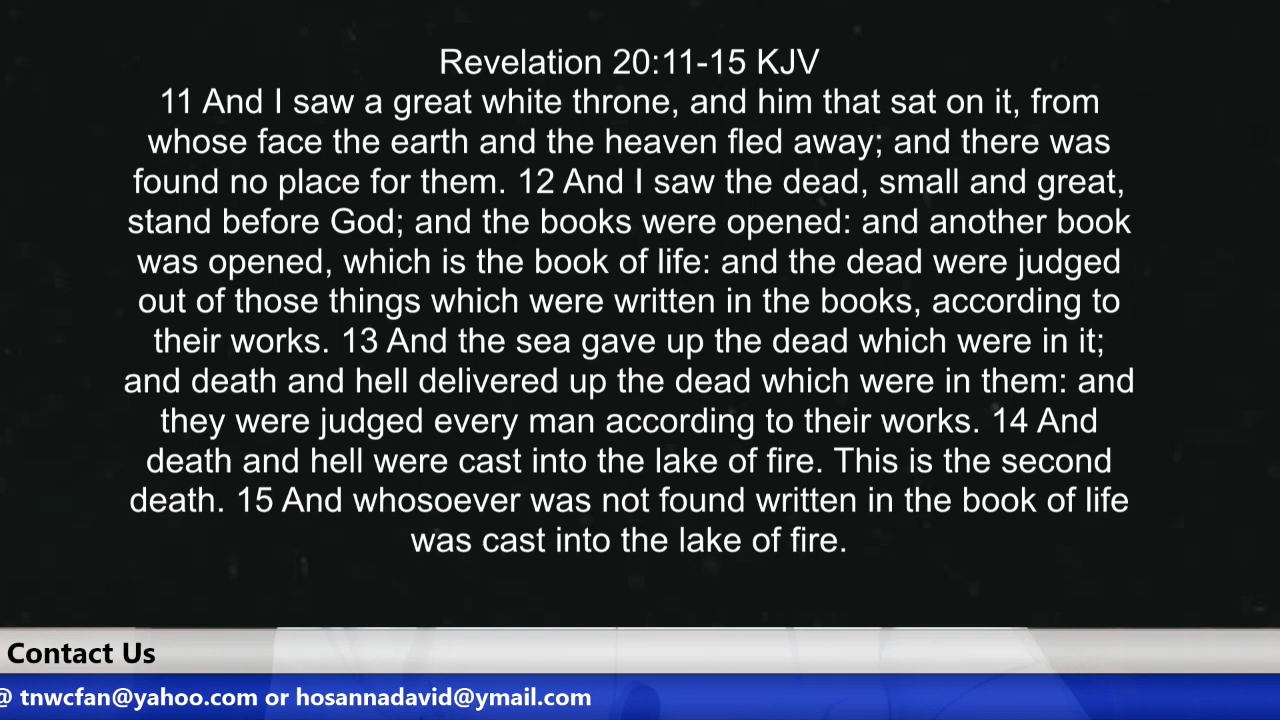 Revelation 20:11-15 KJV
11 And I saw a great white throne, and him that sat on it, from
whose face the earth and the heaven fled away; and there was
found no place for them. 12 And I saw the dead, small and great,
stand before God; and the books were opened: and another book
was opened, which is the book of life: and the dead were judged
out of those things which were written in the books, according to
their works. 13 And the sea gave up the dead which were in it;
and death and hell delivered up the dead which were in them: and
they were judged every man according to their works. 14 And
death and hell were cast into the lake of fire. This is the second
death. 15 And whosoever was not found written in the book of life
was cast into the lake of fire.
Contact Us
@ tnwcfan@yahoo.com or hosannadavid@ymail.com